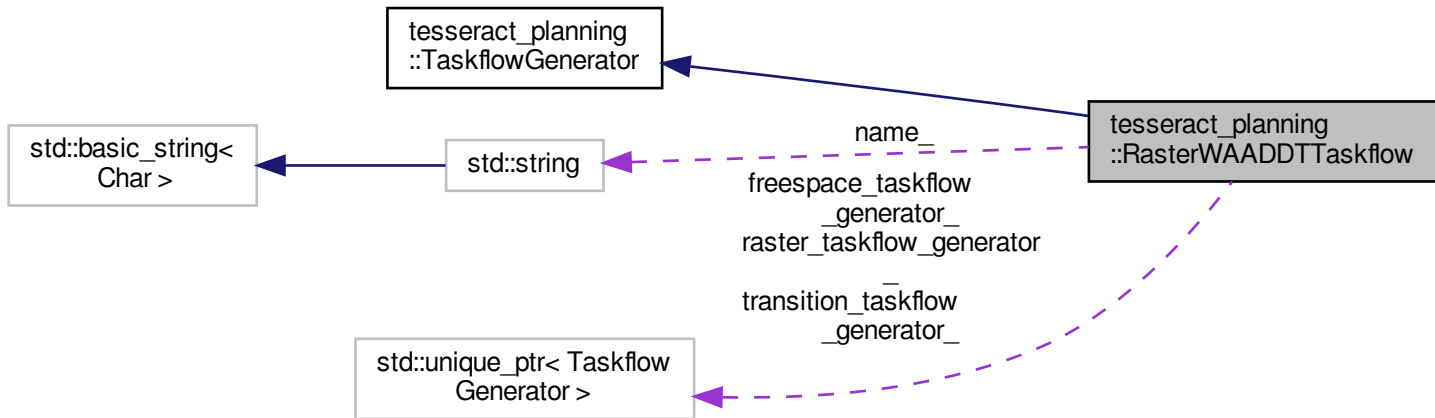 tesseract_planning
::TaskflowGenerator
tesseract_planning
::RasterWAADDTTaskflow
std::basic_string<
Char >
std::string
name_
freespace_taskflow
_generator_
raster_taskflow_generator
_
transition_taskflow
_generator_
std::unique_ptr< Taskflow
Generator >